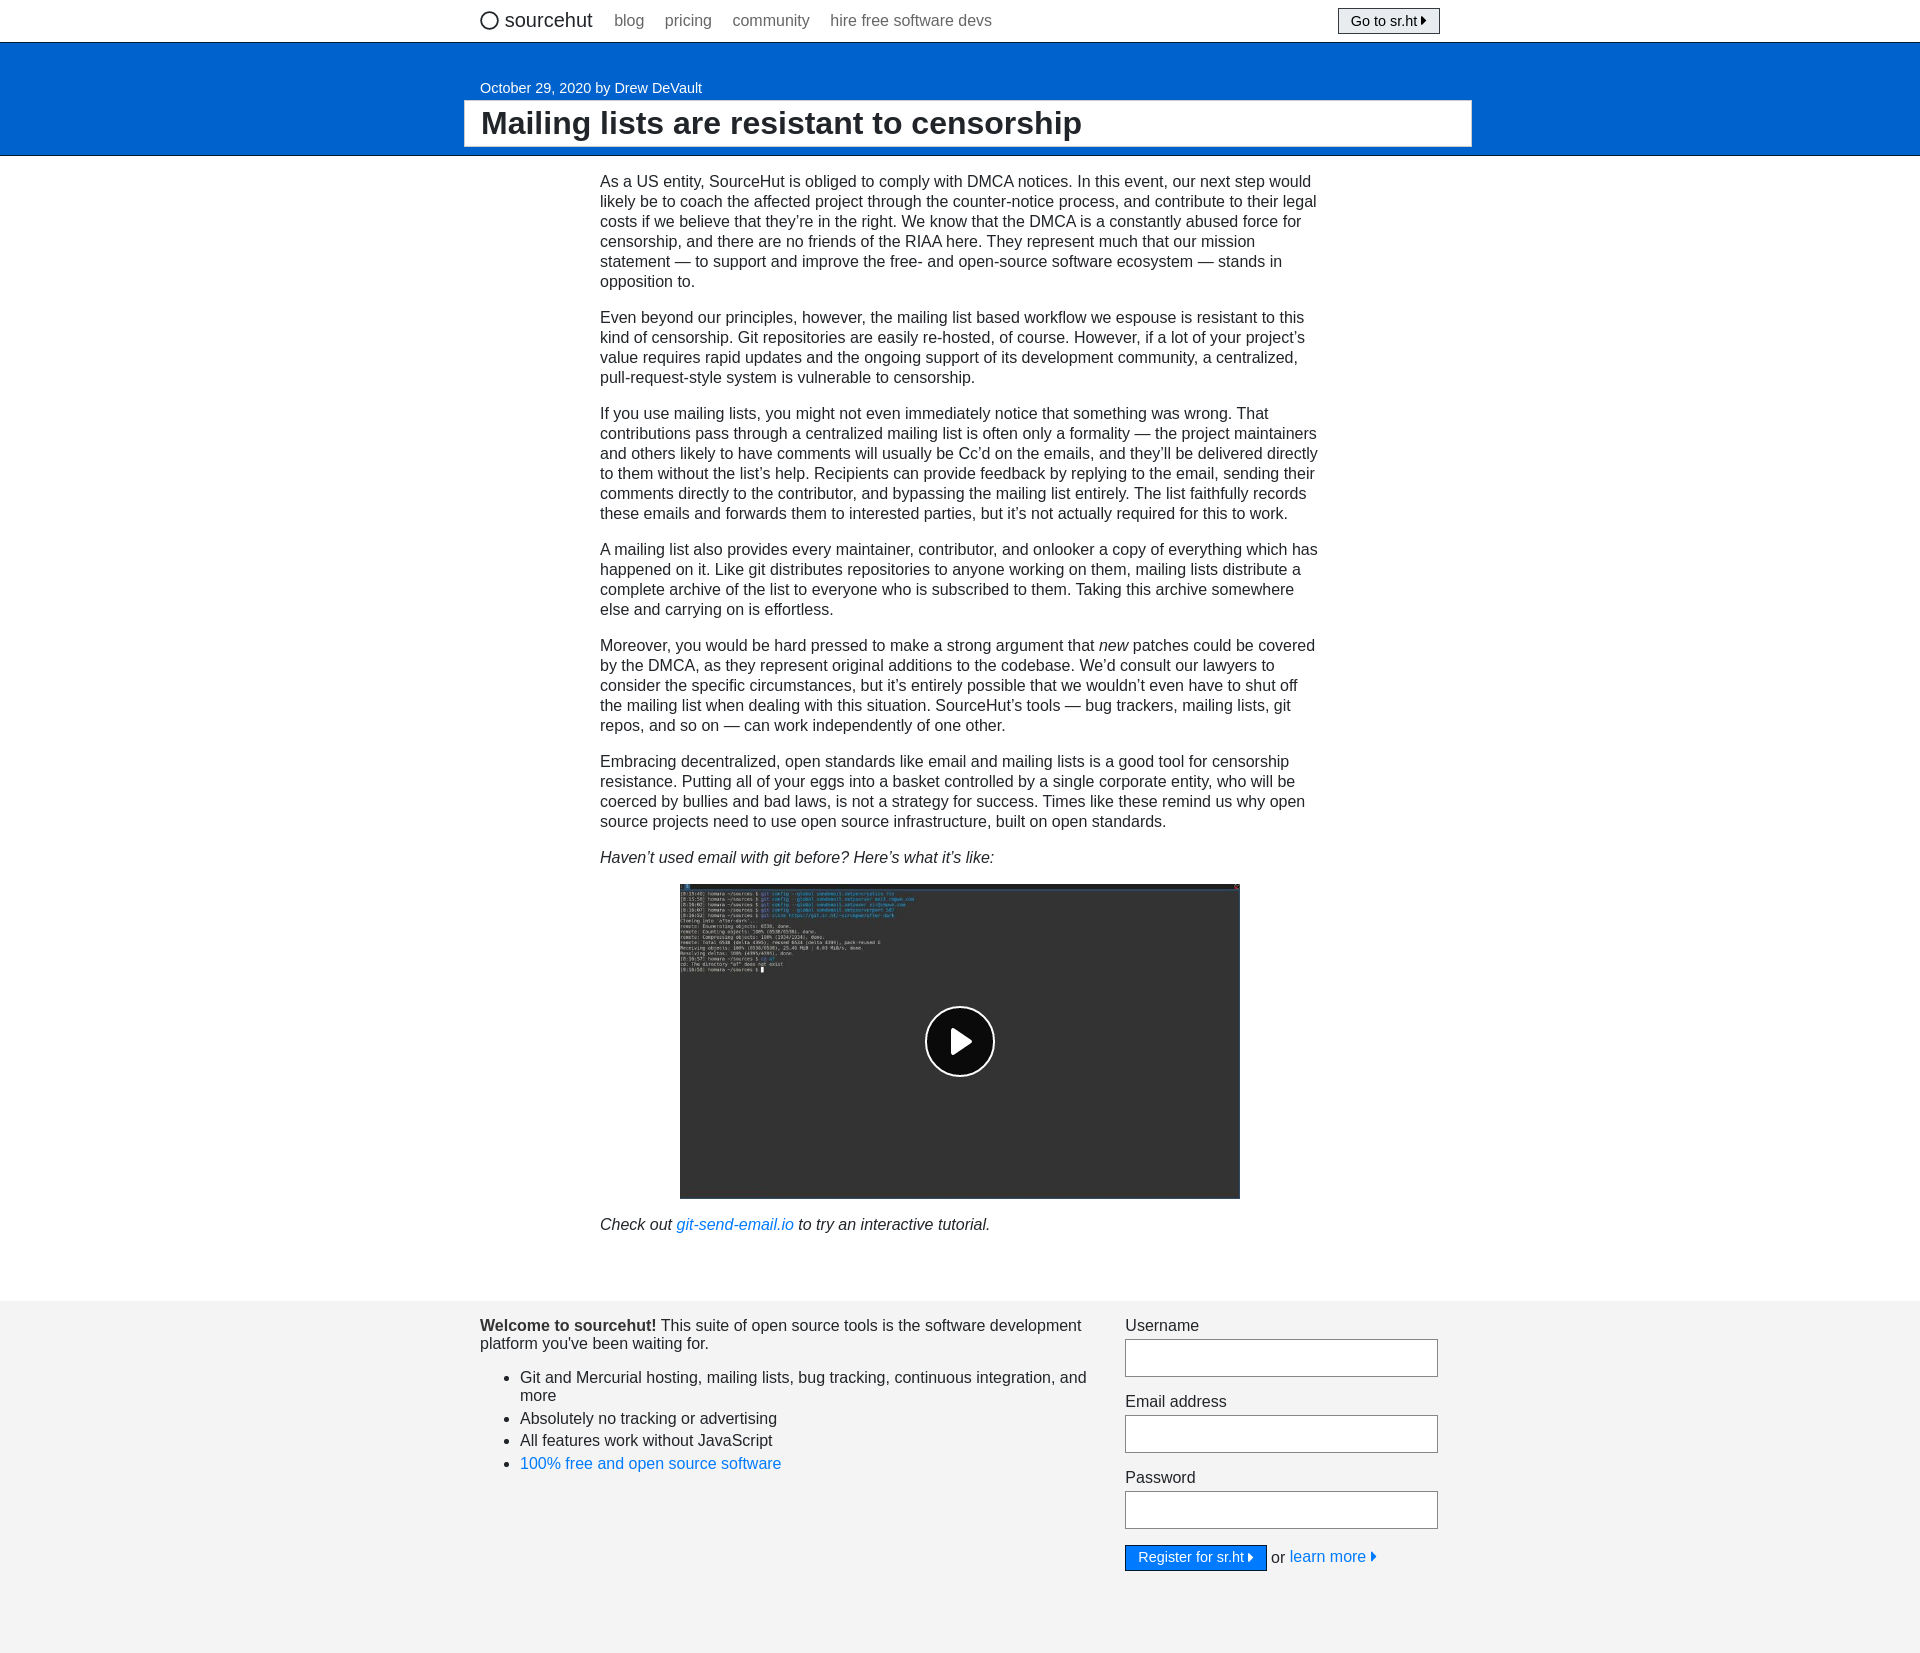 sourcehut blog pricing community hire free software devs Go to sr.ht
October 29, 2020 by Drew DeVault
Mailing lists are resistant to censorship
As a US entity, SourceHut is obliged to comply with DMCA notices. In this event, our next step would
likely be to coach the affected project through the counter-notice process, and contribute to their legal
costs if we believe that they’re in the right. We know that the DMCA is a constantly abused force for
censorship, and there are no friends of the RIAA here. They represent much that our mission
statement — to support and improve the free- and open-source software ecosystem — stands in
opposition to.
Even beyond our principles, however, the mailing list based workflow we espouse is resistant to this
kind of censorship. Git repositories are easily re-hosted, of course. However, if a lot of your project’s
value requires rapid updates and the ongoing support of its development community, a centralized,
pull-request-style system is vulnerable to censorship.
If you use mailing lists, you might not even immediately notice that something was wrong. That
contributions pass through a centralized mailing list is often only a formality — the project maintainers
and others likely to have comments will usually be Cc’d on the emails, and they’ll be delivered directly
to them without the list’s help. Recipients can provide feedback by replying to the email, sending their
comments directly to the contributor, and bypassing the mailing list entirely. The list faithfully records
these emails and forwards them to interested parties, but it’s not actually required for this to work.
A mailing list also provides every maintainer, contributor, and onlooker a copy of everything which has
happened on it. Like git distributes repositories to anyone working on them, mailing lists distribute a
complete archive of the list to everyone who is subscribed to them. Taking this archive somewhere
else and carrying on is effortless.
Moreover, you would be hard pressed to make a strong argument that new patches could be covered
by the DMCA, as they represent original additions to the codebase. We’d consult our lawyers to
consider the specific circumstances, but it’s entirely possible that we wouldn’t even have to shut off
the mailing list when dealing with this situation. SourceHut’s tools — bug trackers, mailing lists, git
repos, and so on — can work independently of one other.
Embracing decentralized, open standards like email and mailing lists is a good tool for censorship
resistance. Putting all of your eggs into a basket controlled by a single corporate entity, who will be
coerced by bullies and bad laws, is not a strategy for success. Times like these remind us why open
source projects need to use open source infrastructure, built on open standards.
Haven’t used email with git before? Here’s what it’s like:
Check out git-send-email.io to try an interactive tutorial.
Welcome to sourcehut! This suite of open source tools is the software development
platform you've been waiting for.
Git and Mercurial hosting, mailing lists, bug tracking, continuous integration, and
more
Absolutely no tracking or advertising
All features work without JavaScript
100% free and open source software
Username
Email address
Password
Register for sr.ht or learn more